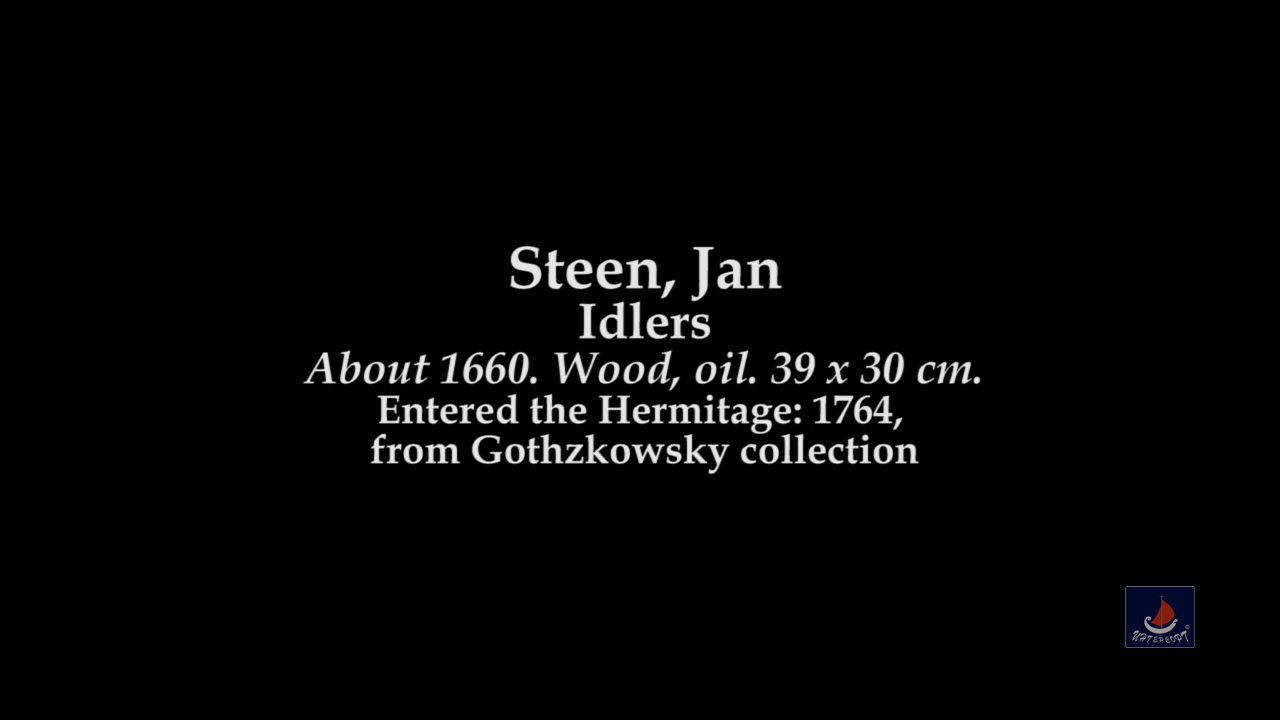 Steen, Jan
Idlers
About 1660. Wood, oil. 39 x 30 cm.
Entered the Hermitage: 1764,
from Gothzkowsky collection